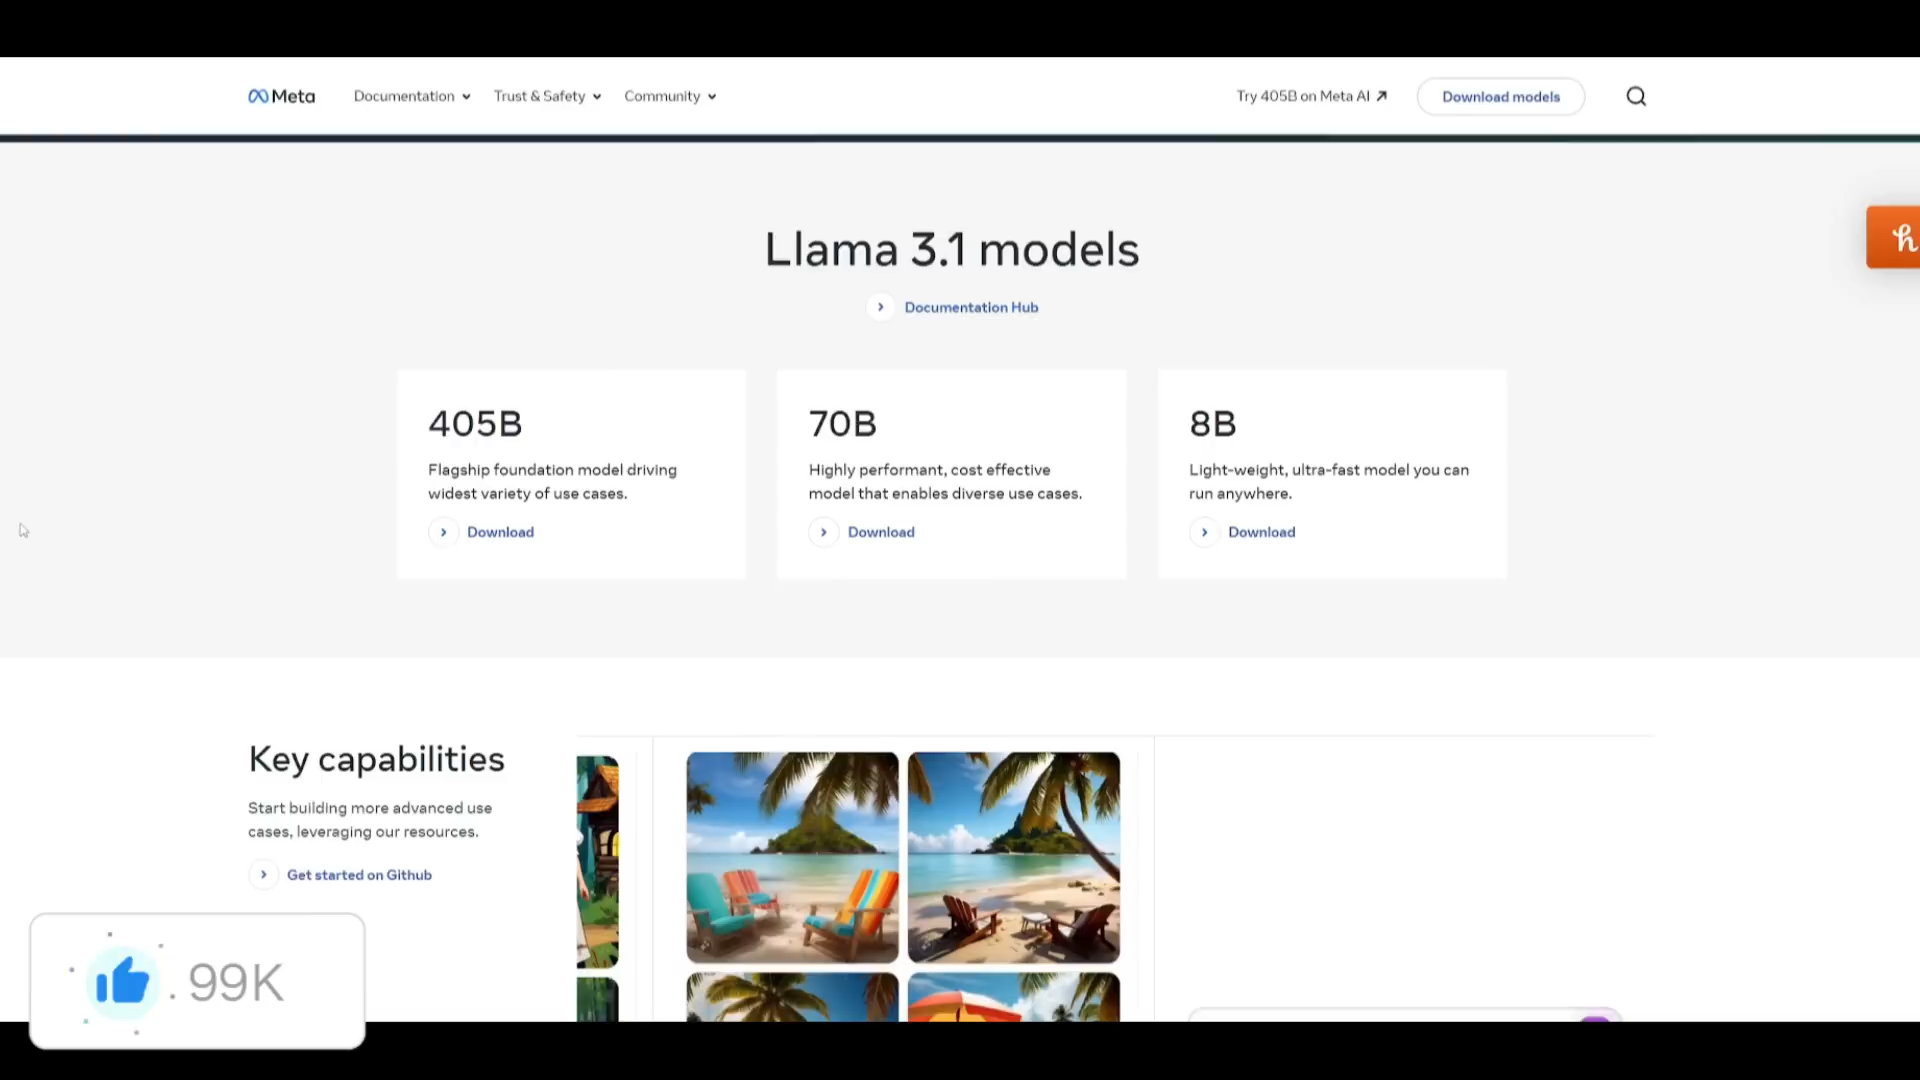 Meta
Documentation
Trust & Safety
Community
Try 405B on Meta AI
Download models
h
Llama 3.1 models
Documentation Hub
405B
Flagship foundation model driving
widest variety of use cases.
Download
70B
Highly performant, cost effective
model that enables diverse use cases.
Download
8B
Light-weight, ultra-fast model you can
run anywhere.
Download
Key capabilities
Start building more advanced use
cases, leveraging our resources.
Get started on Github
.99K